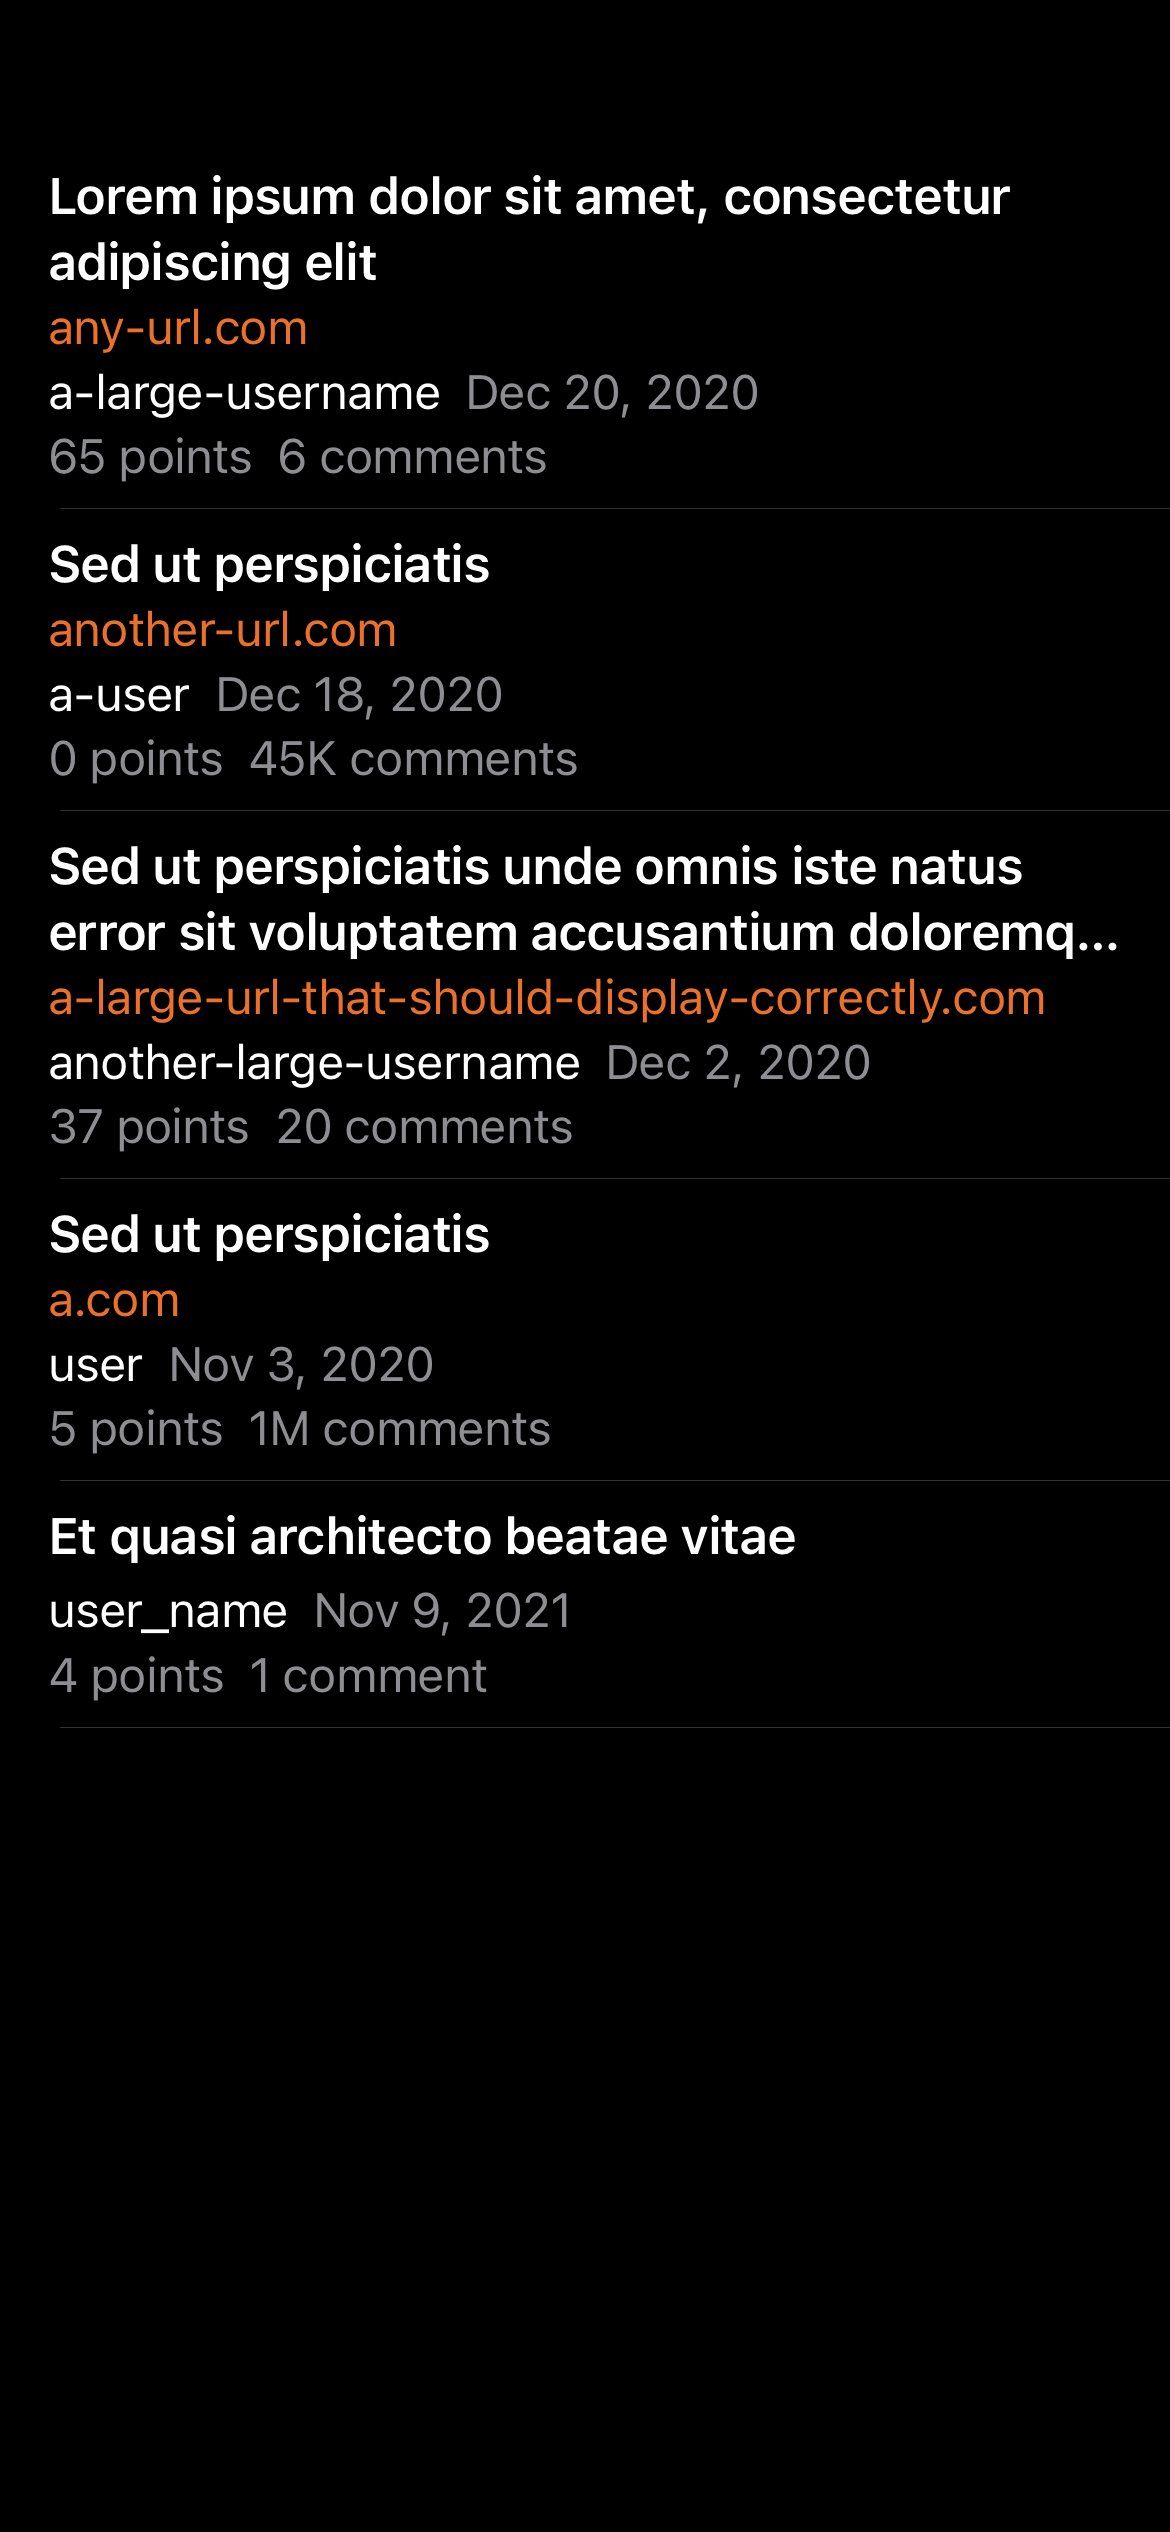 Lorem ipsum dolor sit amet, consectetur
adipiscing elit
any-url.com
a-large-username Dec 20, 2020
65 points 6 comments
Sed ut perspiciatis
another-url.com
a-user Dec 18, 2020
0 points 45K comments
Sed ut perspiciatis unde omnis iste natus
error sit voluptatem accusantium doloremq...
a-large-url-that-should-display-correctly.com
another-large-username Dec 2, 2020
37 points 20 comments
Sed ut perspiciatis
a.com
user Nov 3, 2020
5 points 1M comments
Et quasi architecto beatae vitae
user_name Nov 9, 2021
4 points 1 comment